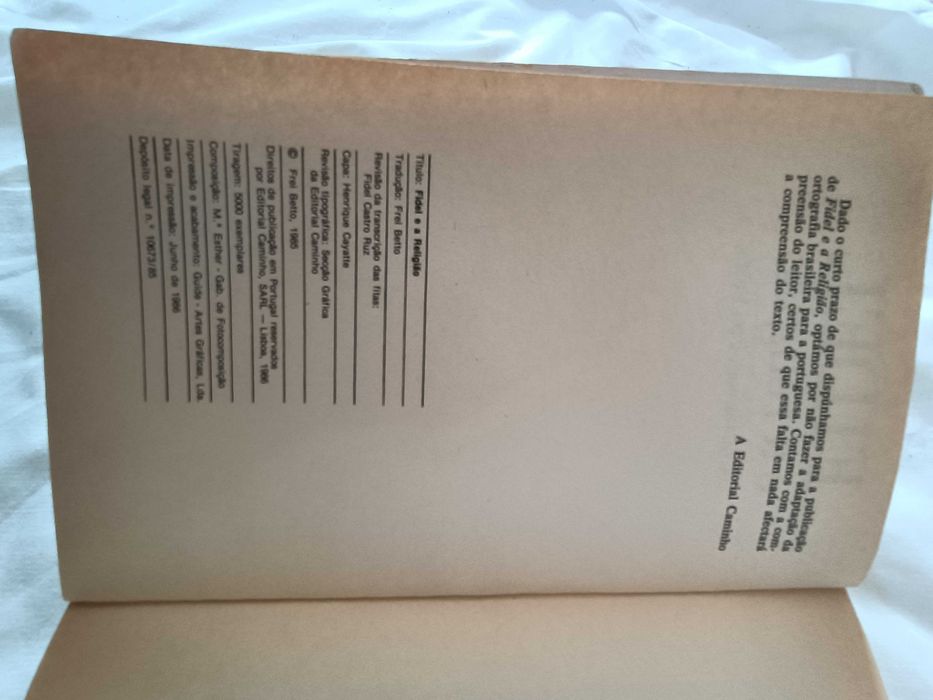 Dado o curto prazo de que dispúnhamos para a publicação
de Fidel e a Religião, optámos por não fazer a adaptação da
ortografia brasileira para a portuguesa. Contamos com a com-
preensão do leitor, certos de que essa falta em nada afectará
a compreensão do texto.
A Editorial Caminho
Título: Fidel e a Religião
Tradução: Frei Betto
Revisão da transcrição das fitas:
Fidel Castro Ruz
Capa: Henrique Cayatte
Revisão tipográfica: Secção Gráfica
da Editorial Caminho
© Frei Betto, 1985
Direitos de publicação em Portugal reservados
por Editorial Caminho, SARL — Lisboa, 1986
Tiragem: 5000 exemplares
Composição: M.ª Esther - Gab. de Fotocomposição
Impressão e acabamento: Guide - Artes Gráficas, Lda.
Data de impressão: Junho de 1986
Depósito legal n.º 10673/85